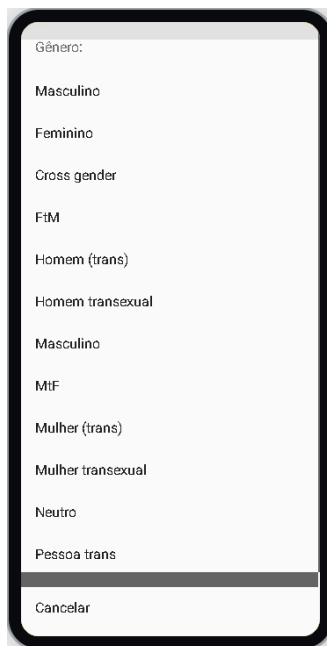 Gênero:
Masculino
Feminino
Cross gender
FtM
Homem (trans)
Homem transexual
Masculino
MtF
Mulher (trans)
Mulher transexual
Neutro
Pessoa trans
Cancelar